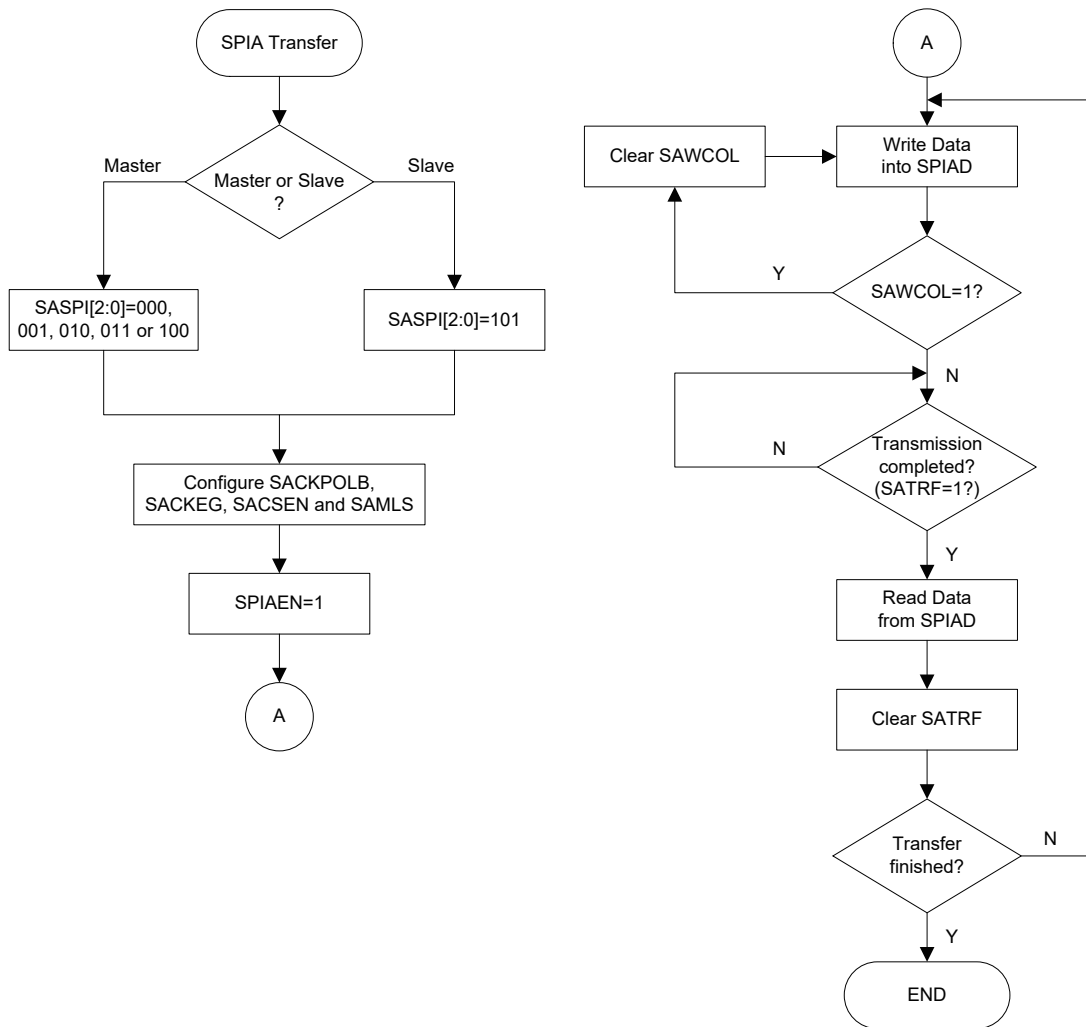 SPIA Transfer
Master
Slave
Master or Slave
?
SASPI[2:0]=000,
001, 010, 011 or 100
SASPI[2:0]=101
Configure SACKPOLB,
SACKEG, SACSEN and SAMLS
SPIAEN=1
A
A
Clear SAWCOL
Write Data
into SPIAD
Y
SAWCOL=1?
N
N
Transmission
completed?
(SATRF=1?)
Y
Read Data
from SPIAD
Clear SATRF
Transfer
finished?
N
Y
END